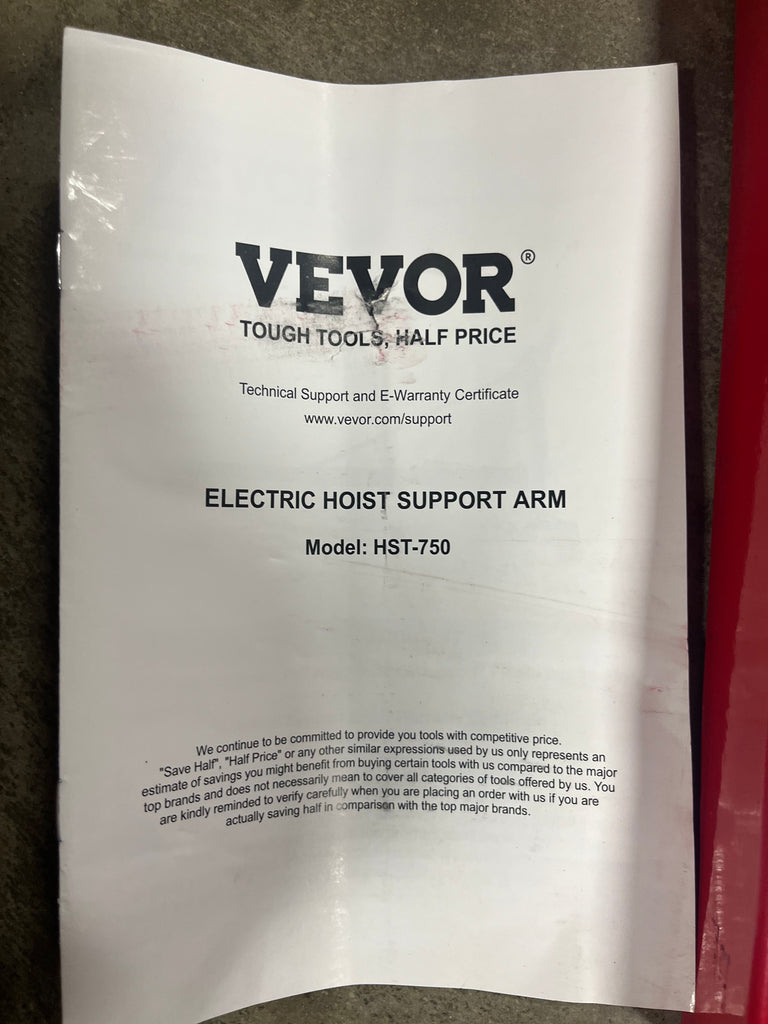 VEVOR®
TOUGH TOOLS, HALF PRICE
Technical Support and E-Warranty Certificate
www.vevor.com/support
ELECTRIC HOIST SUPPORT ARM
Model: HST-750
We continue to be committed to provide you tools with competitive price.
"Save Half", "Half Price" or any other similar expressions used by us only represents an
estimate of savings you might benefit from buying certain tools with us compared to the major
top brands and does not necessarily mean to cover all categories of tools offered by us. You
are kindly reminded to verify carefully when you are placing an order with us if you are
actually saving half in comparison with the top major brands.